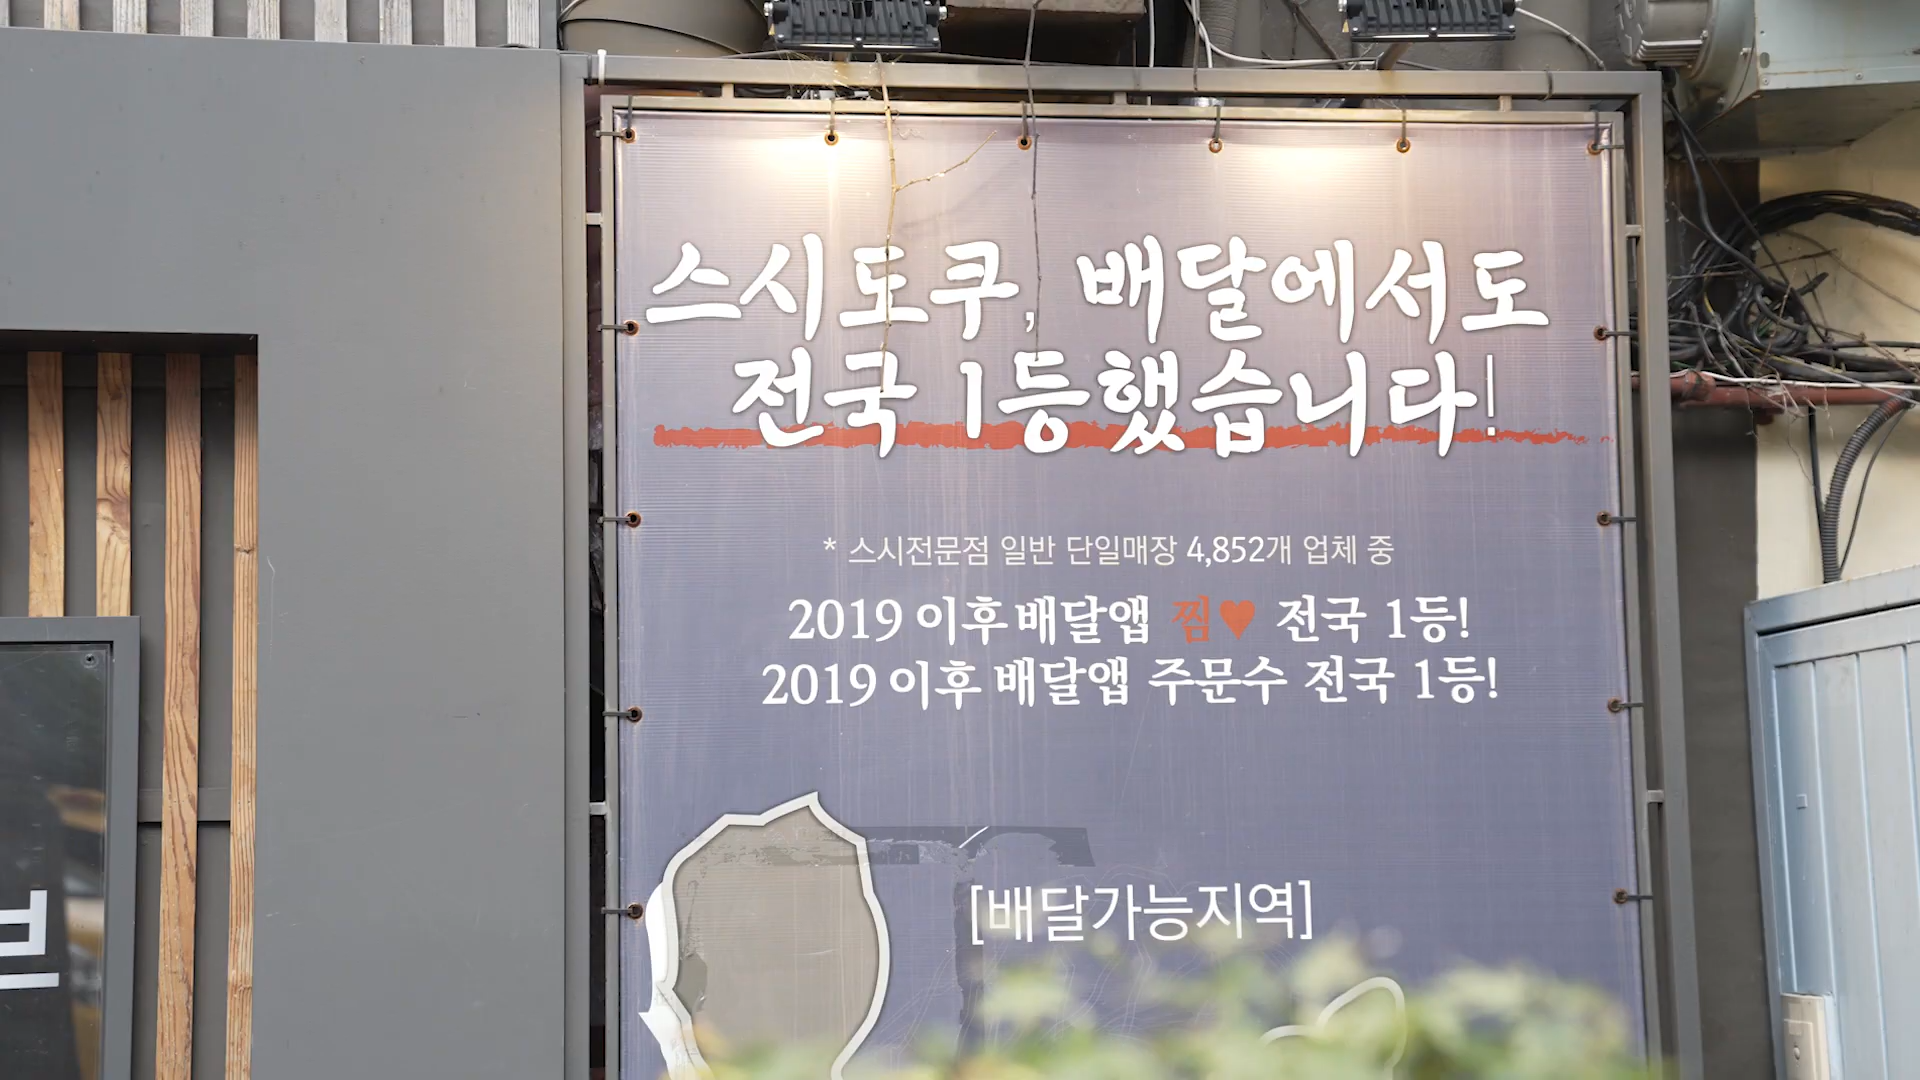 스시도쿠, 배달에서도
전국 1등했습니다!
* 스시전문점 일반 단일매장 4,852개 업체 중
2019 이후 배달앱 찜♥ 전국 1등!
2019 이후 배달앱 주문수 전국 1등!
[배달가능지역]